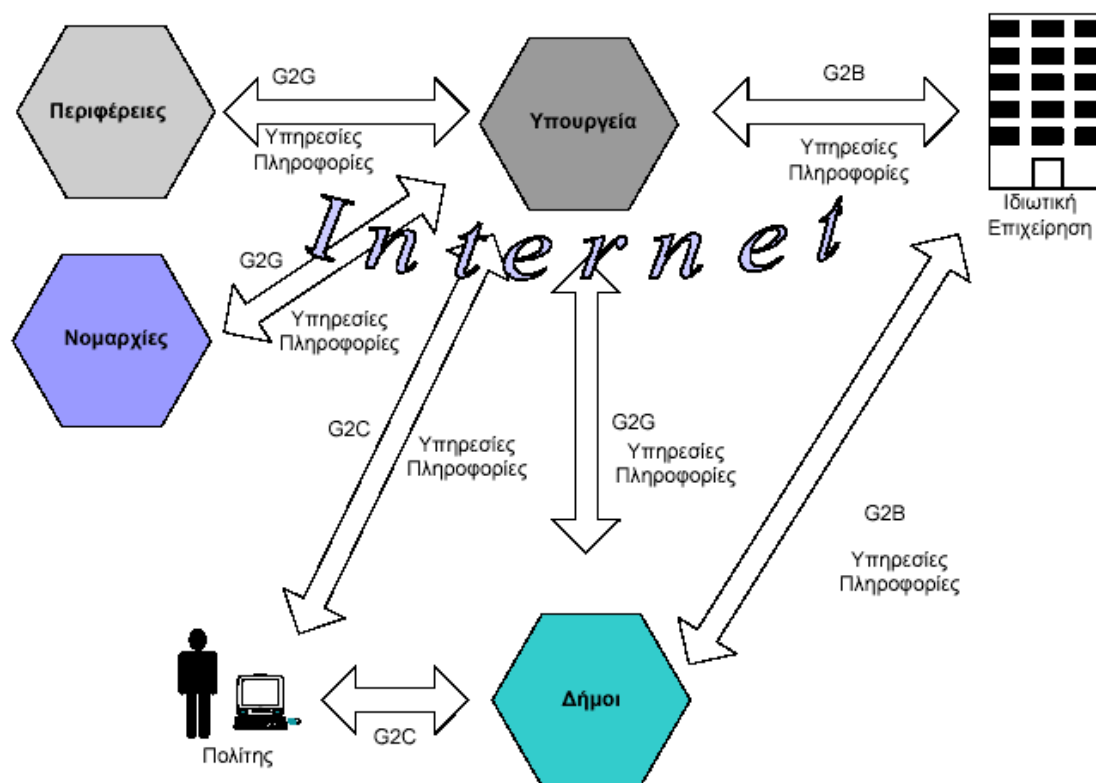 G2G
G2B
Περιφέρειες
Υπουργεία
Υπηρεσίες
Πληροφορίες
Υπηρεσίες
Πληροφορίες
Ιδιωτική
Επιχείρηση
Internet
G2G
Νομαρχίες
Υπηρεσίες
Πληροφορίες
G2C
Υπηρεσίες
Πληροφορίες
G2G
Υπηρεσίες
Πληροφορίες
G2B
Υπηρεσίες
Πληροφορίες
Πολίτης
G2C
Δήμοι